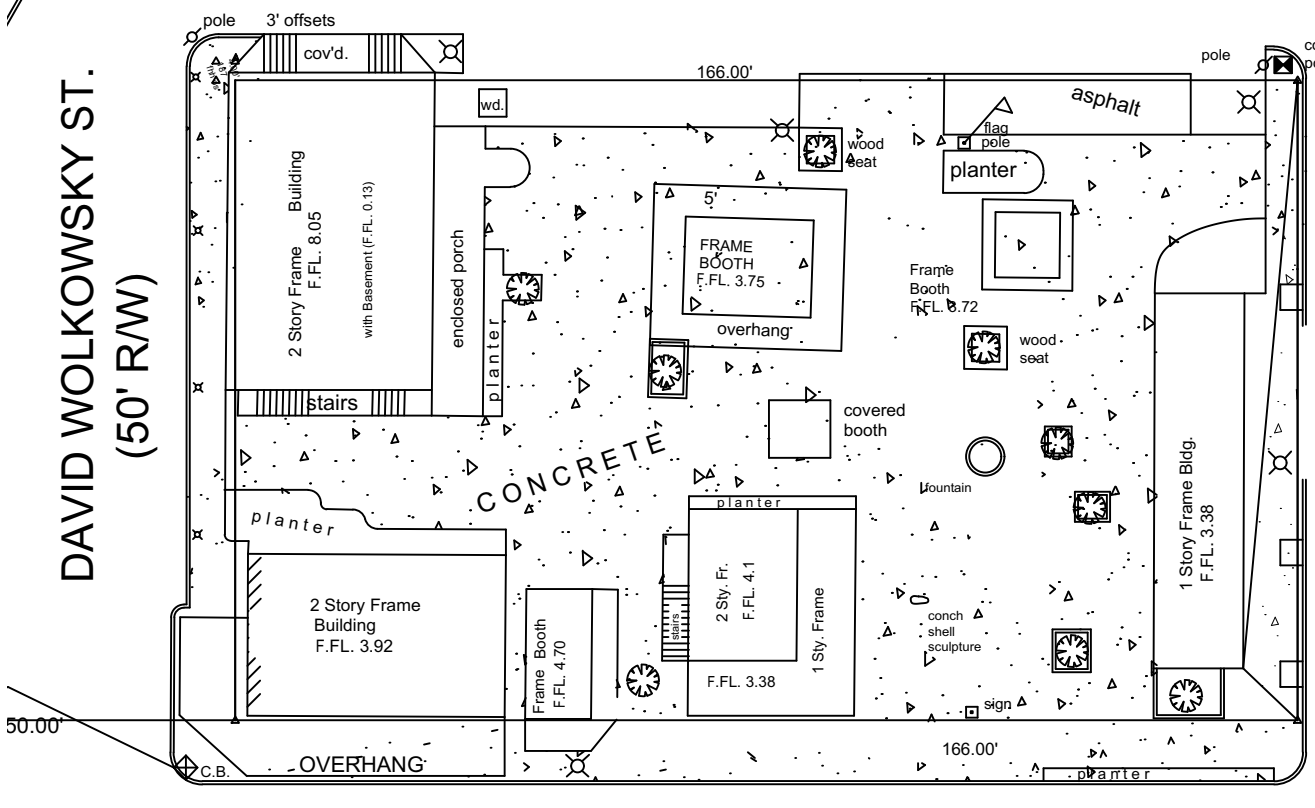 pole
3' offsets
cov'd.
166.00'
pole
DAVID WOLKOWSKY ST.
(50' R/W)
wd.
asphalt
flag
pole
wood
seat
planter
2 Story Frame Building
F.FL. 8.05
with Basement (F.FL. 0.13)
enclosed porch
planter
5'
FRAME
BOOTH
F.FL. 3.75
overhang
Frame
Booth
F.FL. 3.72
wood
seat
stairs
covered
booth
CONCRETE
fountain
planter
planter
2 Story Frame
Building
F.FL. 3.92
Frame Booth
F.FL. 4.70
stairs
2 Sty. Fr.
F.FL. 4.1
1 Sty. Frame
F.FL. 3.38
conch
shell
sculpture
1 Story Frame Bldg.
F.FL. 3.38
sign
50.00'
C.B.
OVERHANG
166.00'
planter